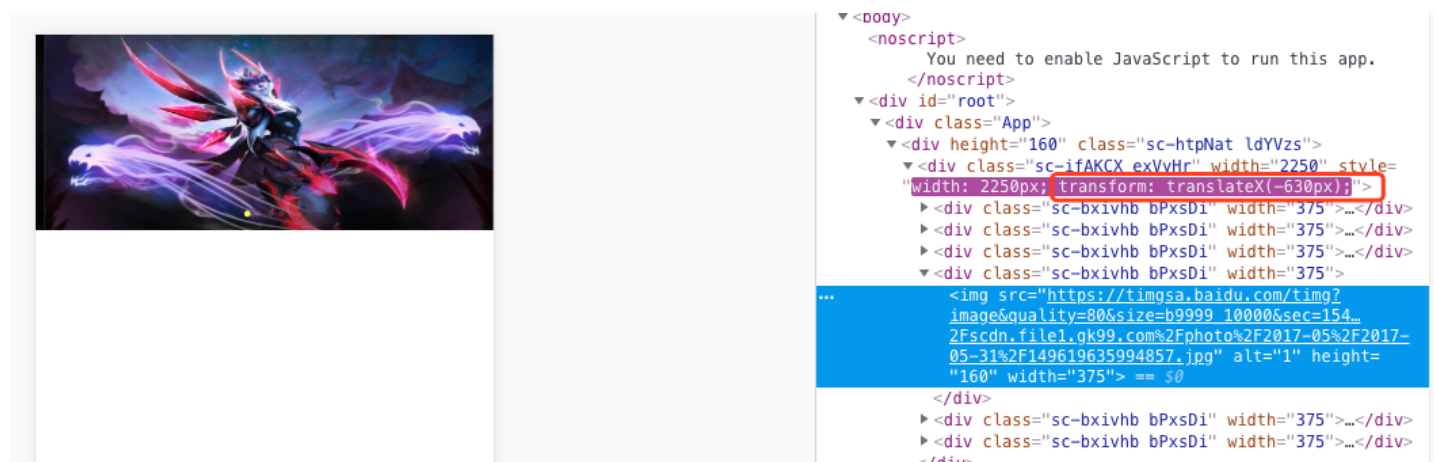 ▼<body>
<noscript>
You need to enable JavaScript to run this app.
</noscript>
▼<div id="root">
▼<div class="App">
▼<div height="160" class="sc-htpNat ldYVzs">
▼<div class="sc-ifAKCX exVyHr" width="2250" style=
"width: 2250px; transform: translateX(-630px);">
▶<div class="sc-bxivhb bPxsDi" width="375">…</div>
▶<div class="sc-bxivhb bPxsDi" width="375">…</div>
▶<div class="sc-bxivhb bPxsDi" width="375">…</div>
▼<div class="sc-bxivhb bPxsDi" width="375">
… <img src="https://timgsa.baidu.com/timg?
image&quality=80&size=b9999_10000&sec=154…
2Fscdn.file1.gk99.com%2Fphoto%2F2017-05%2F2017-
05-31%2F149619635994857.jpg" alt="1" height=
"160" width="375"> == $0
</div>
▶<div class="sc-bxivhb bPxsDi" width="375">…</div>
▶<div class="sc-bxivhb bPxsDi" width="375">…</div>
</div>